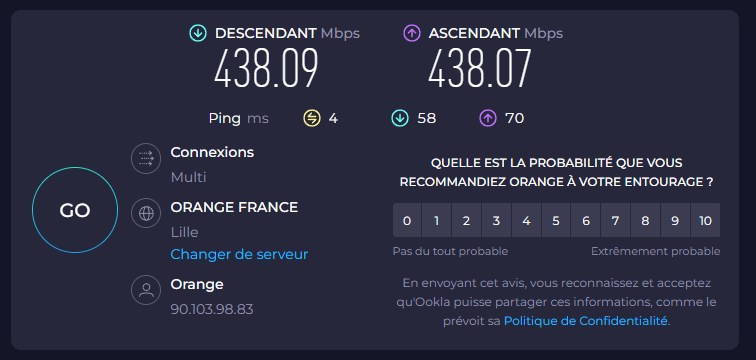 DESCENDANT Mbps
438.09
ASCENDANT Mbps
438.07
Ping ms 4 58 70
Connexions
Multi
ORANGE FRANCE
Lille
Changer de serveur
Orange
90.103.98.83
GO
QUELLE EST LA PROBABILITÉ QUE VOUS
RECOMMANDIEZ ORANGE À VOTRE ENTOURAGE ?
0 1 2 3 4 5 6 7 8 9 10
Pas du tout probable Extrêmement probable
En envoyant cet avis, vous reconnaissez et acceptez
qu'Ookla puisse partager ces informations, comme le
prévoit sa Politique de Confidentialité.